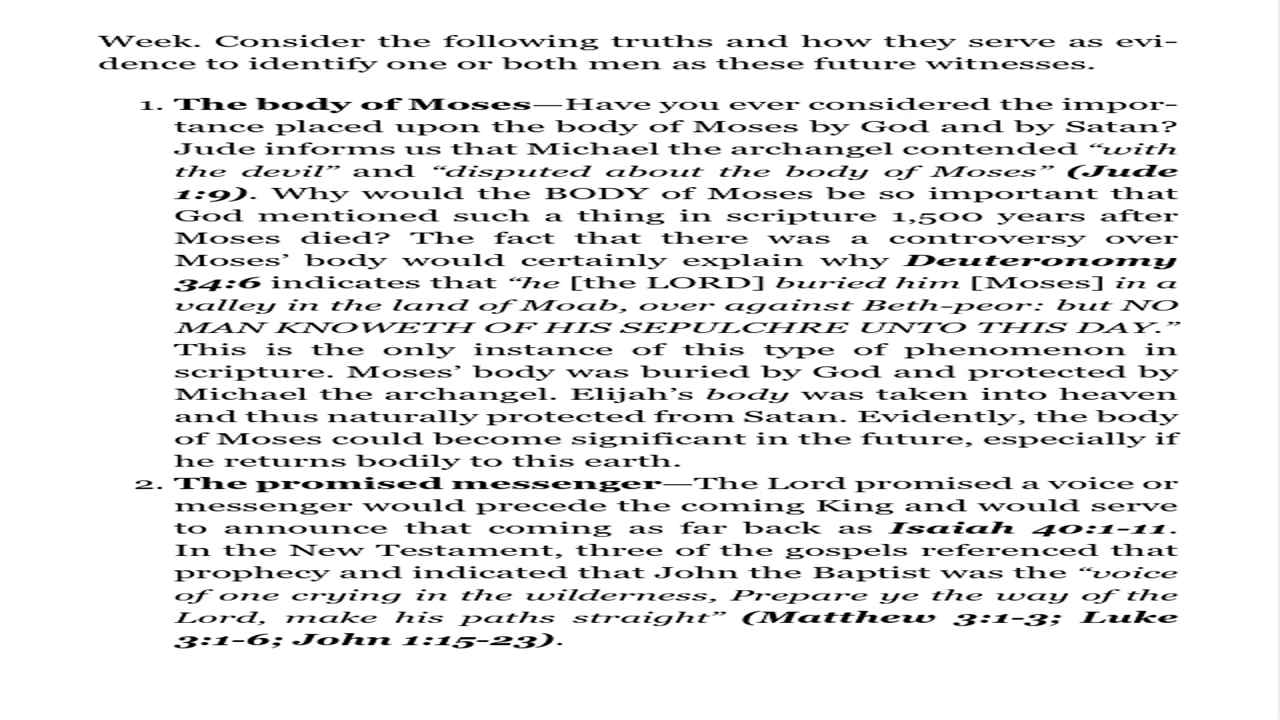 Week. Consider the following truths and how they serve as evi-
dence to identify one or both men as these future witnesses.
1. The body of Moses—Have you ever considered the impor-
tance placed upon the body of Moses by God and by Satan?
Jude informs us that Michael the archangel contended “with
the devil” and “disputed about the body of Moses” (Jude
1:9). Why would the BODY of Moses be so important that
God mentioned such a thing in scripture 1,500 years after
Moses died? The fact that there was a controversy over
Moses’ body would certainly explain why Deuteronomy
34:6 indicates that “he [the LORD] buried him [Moses] in a
valley in the land of Moab, over against Beth-peor: but NO
MAN KNOWETH OF HIS SEPULCHRE UNTO THIS DAY.”
This is the only instance of this type of phenomenon in
scripture. Moses’ body was buried by God and protected by
Michael the archangel. Elijah’s body was taken into heaven
and thus naturally protected from Satan. Evidently, the body
of Moses could become significant in the future, especially if
he returns bodily to this earth.
2. The promised messenger—The Lord promised a voice or
messenger would precede the coming King and would serve
to announce that coming as far back as Isaiah 40:1-11.
In the New Testament, three of the gospels referenced that
prophecy and indicated that John the Baptist was the “voice
of one crying in the wilderness, Prepare ye the way of the
Lord, make his paths straight” (Matthew 3:1-3; Luke
3:1-6; John 1:15-23).